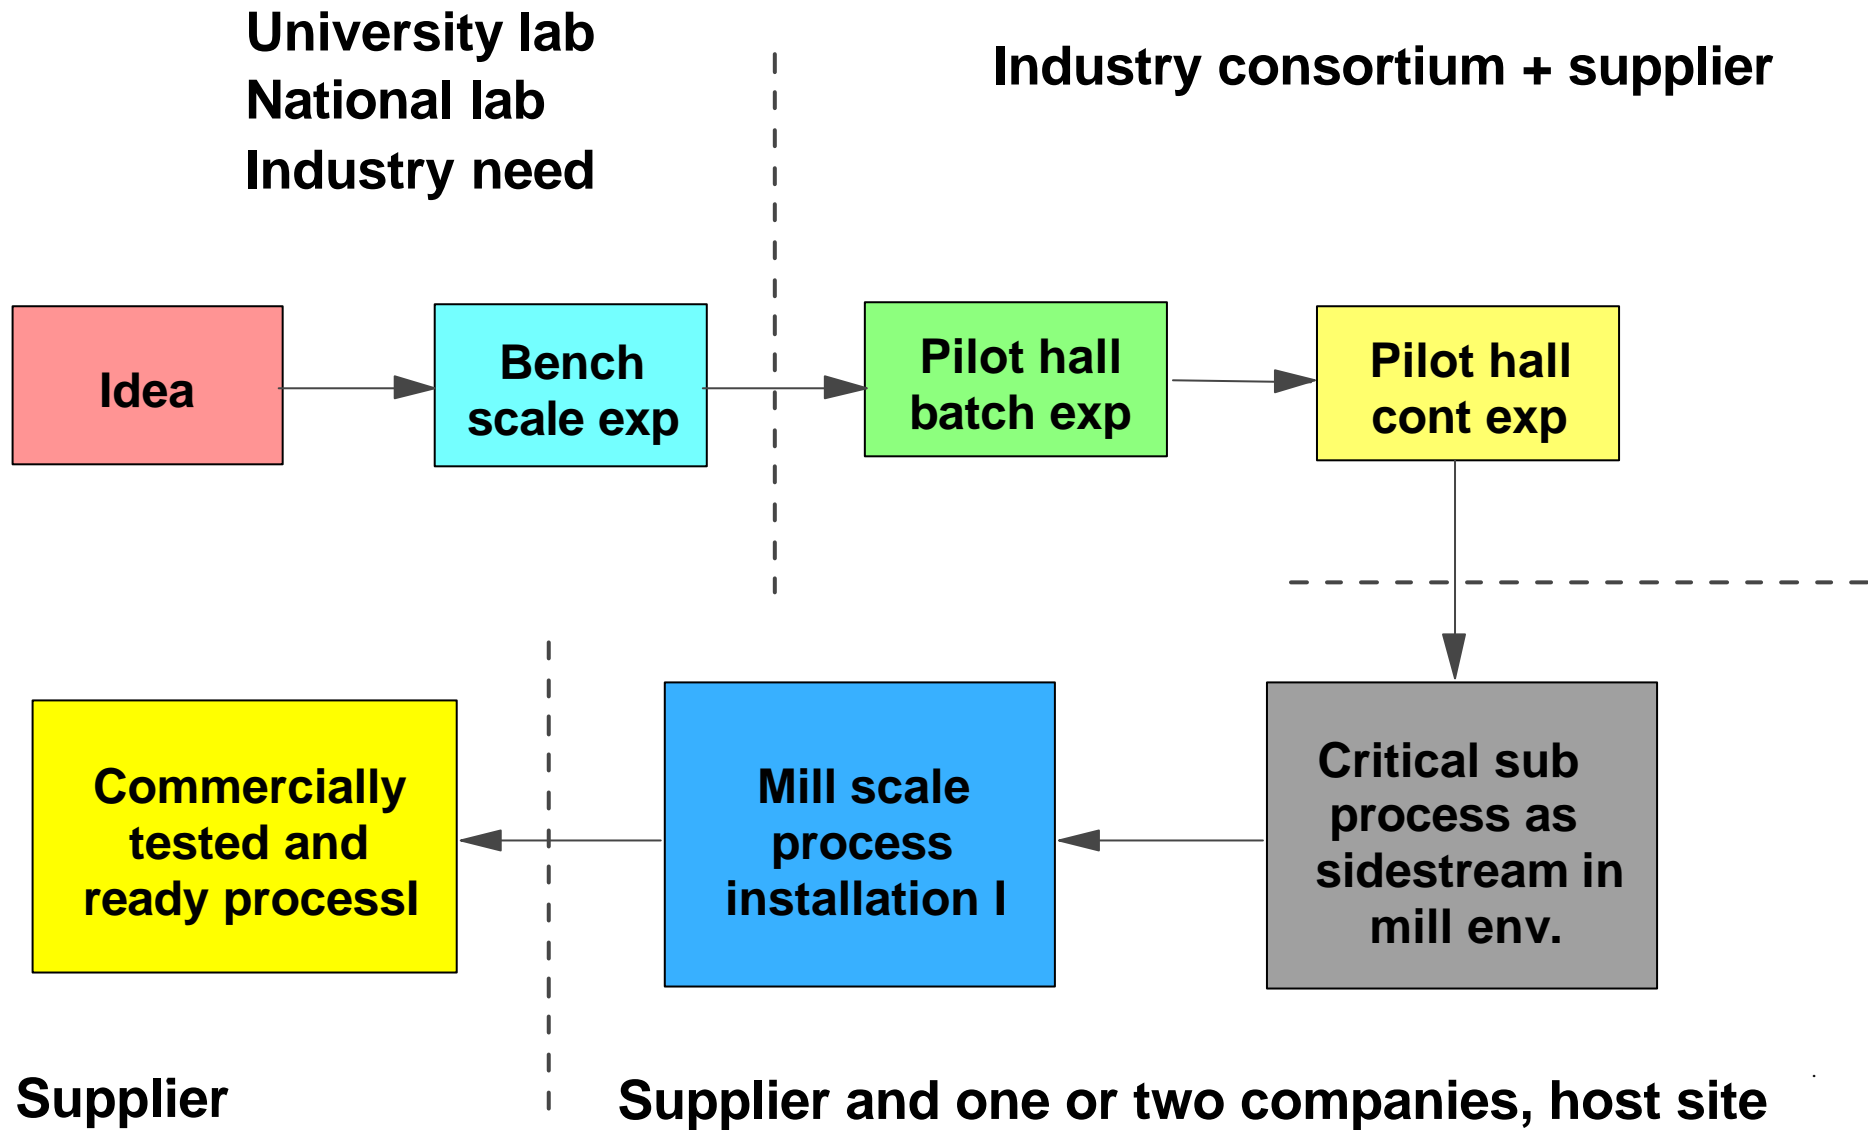 University lab
National lab
Industry need
Industry consortium + supplier
Idea
Bench
scale exp
Pilot hall
batch exp
Pilot hall
cont exp
Commercially
tested and
ready processI
Mill scale
process
installation I
Critical sub
process as
sidestream in
mill env.
Supplier
Supplier and one or two companies, host site